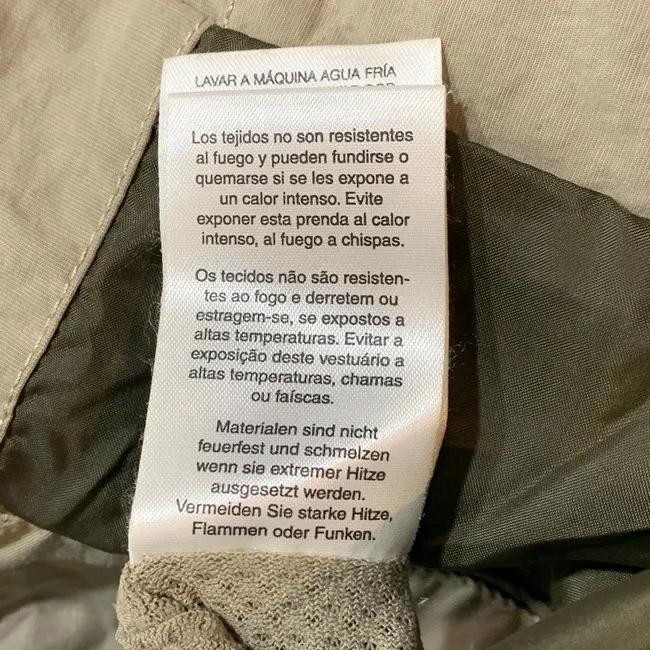 LAVAR A MÁQUINA AGUA FRÍA
Los tejidos no son resistentes
al fuego y pueden fundirse o
quemarse si se les expone a
un calor intenso. Evite
exponer esta prenda al calor
intenso, al fuego a chispas.
Os tecidos não são resisten-
tes ao fogo e derretem ou
estragem-se, se expostos a
altas temperaturas. Evitar a
exposição deste vestuário a
altas temperaturas, chamas
ou faíscas.
Materialen sind nicht
feuerfest und schmelzen
wenn sie extremer Hitze
ausgesetzt werden.
Vermeiden Sie starke Hitze,
Flammen oder Funken.